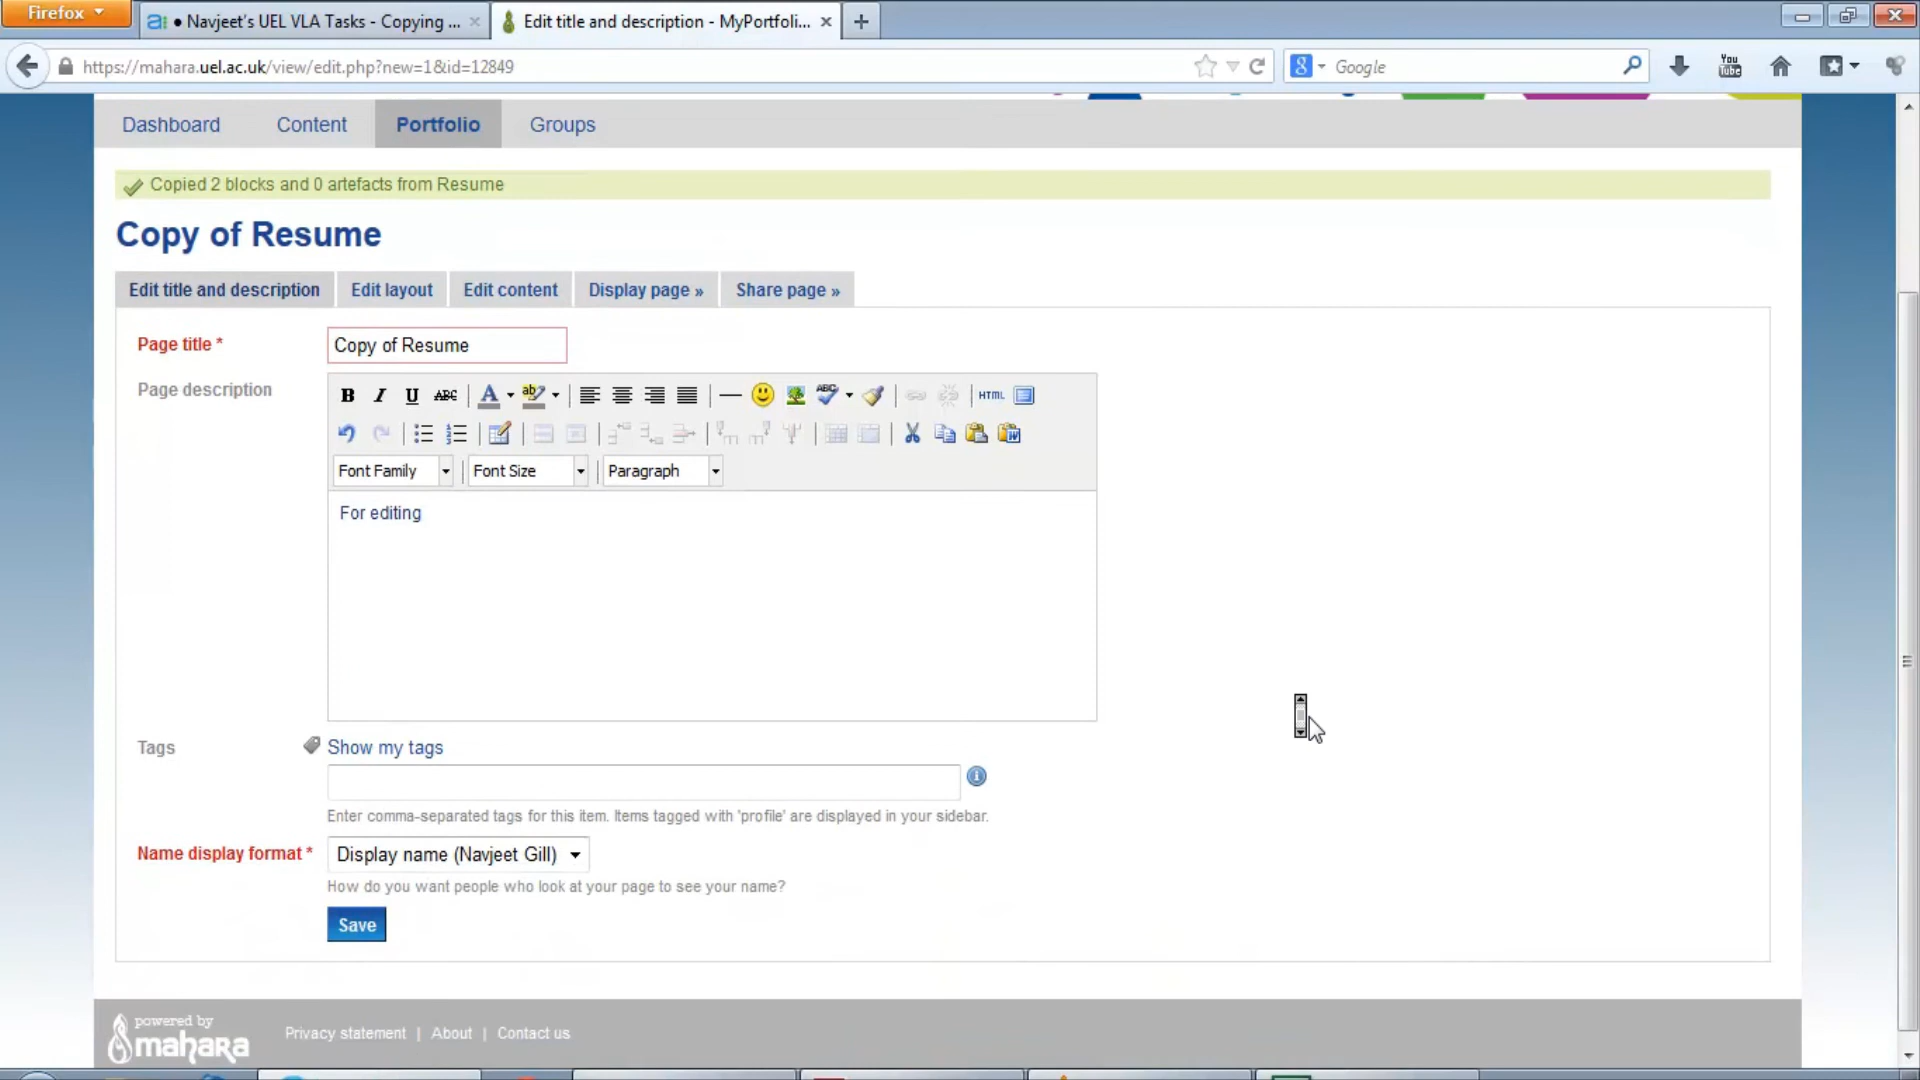 Firefox
● Navjeet's UEL VLA Tasks - Copying ...
Edit title and description - MyPortfoli...
https://mahara.uel.ac.uk/view/edit.php?new=1&id=12849
Google
You Tube
Dashboard
Content
Portfolio
Groups
Copied 2 blocks and 0 artefacts from Resume
Copy of Resume
Edit title and description
Edit layout
Edit content
Display page »
Share page »
Page title *
Copy of Resume
Page description
B I U ABC A ab ABC HTML
Font Family
Font Size
Paragraph
For editing
Tags
Show my tags
Enter comma-separated tags for this item. Items tagged with 'profile' are displayed in your sidebar.
Name display format *
Display name (Navjeet Gill)
How do you want people who look at your page to see your name?
Save
powered by
mahara
Privacy statement | About | Contact us